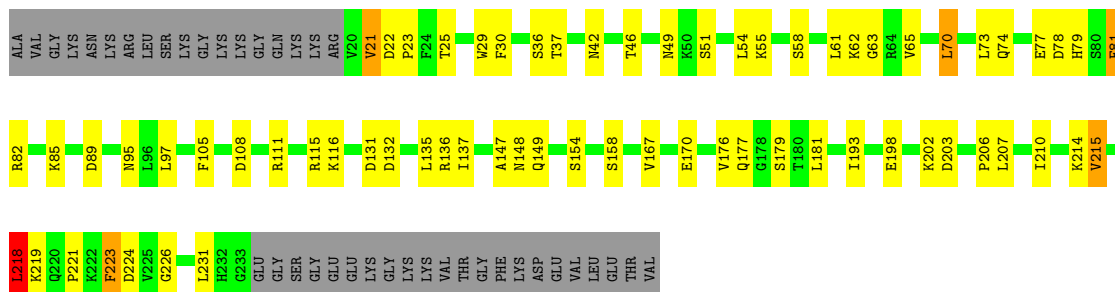 ALA VAL GLY LYS ASN LYS ARG LEU SER LYS GLY LYS LYS GLY GLN LYS LYS ARG V20 V21 D22 P23 F24 T25 W29 F30 S36 T37 N42 T46 N49 K50 S51 L54 K55 S58 L61 K62 G63 R64 V65 L70 L73 Q74 E77 D78 H79 S80
R82 K85 D89 N95 L96 L97 F105 D108 R111 R115 K116 D131 D132 L135 R136 I137 A147 N148 Q149 S154 S158 V167 E170 V176 Q177 G178 S179 T180 L181 I193 E198 K202 D203 P206 L207 I210 K214 V215
L218 K219 Q220 P221 K222 F223 D224 V225 G226 L231 H232 G233 GLU GLY SER GLY GLU GLU LYS GLY LYS LYS VAL THR GLY PHE LYS ASP GLU VAL LEU GLU THR VAL